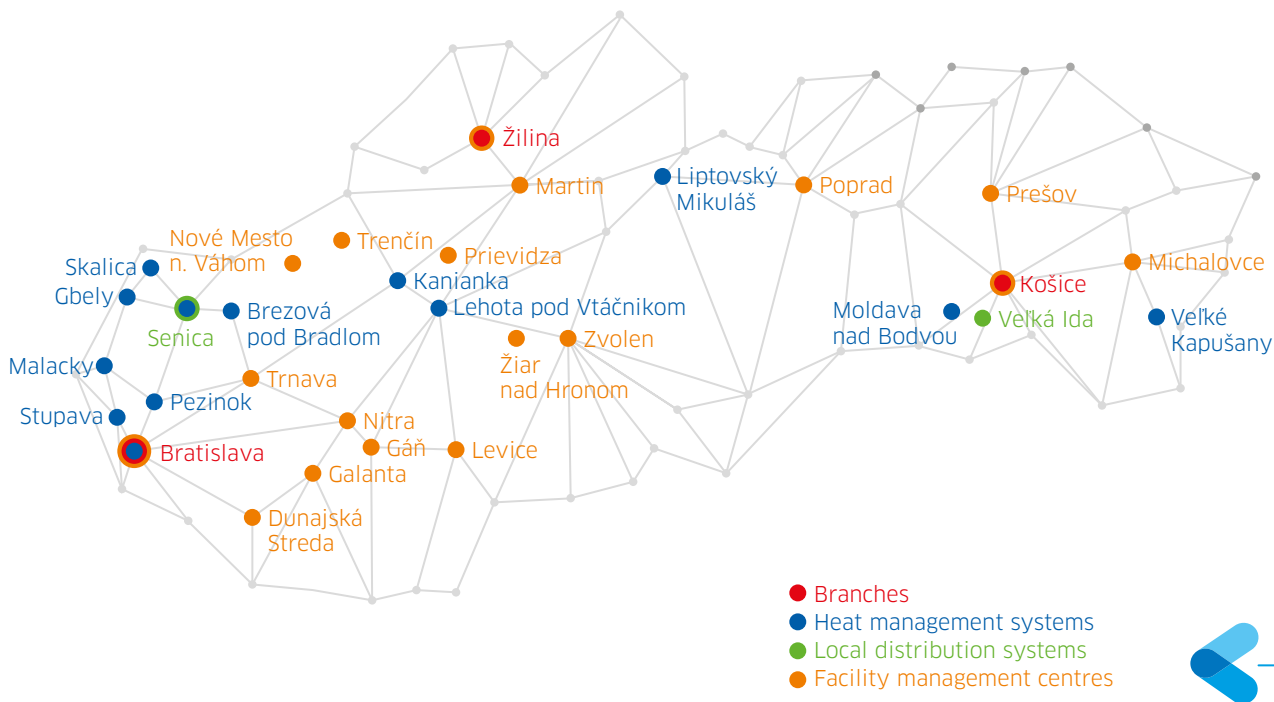 Žilina
Martin
Liptovský
Mikuláš
Poprad
Prešov
Nové Mesto
n. Váhom
Trenčín
Prievidza
Skalica
Gbely
Kanianka
Michalovce
Košice
Senica
Brezová
pod Bradlom
Lehota pod Vtáčnikom
Moldava
nad Bodvou
Veľká Ida
Veľké
Kapušany
Zvolen
Žiar
nad Hronom
Malacky
Trnava
Pezinok
Stupava
Nitra
Gáň
Levice
Bratislava
Galanta
Dunajská
Streda
Branches
Heat management systems
Local distribution systems
Facility management centres